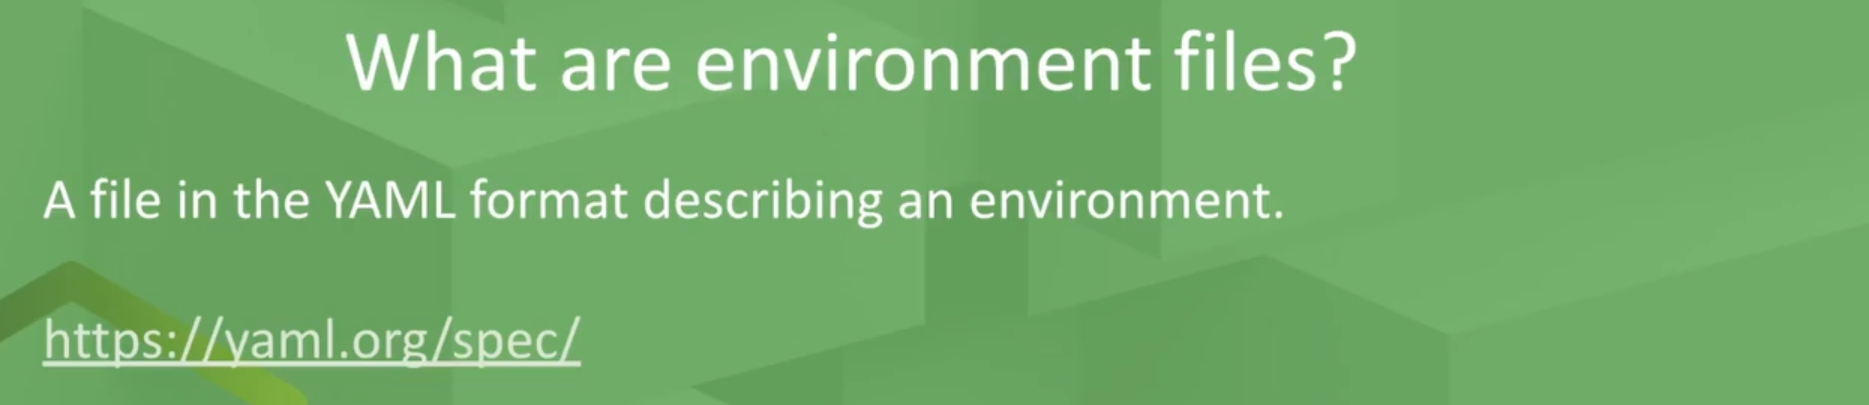 What are environment files?
A file in the YAML format describing an environment.
https://yaml.org/spec/